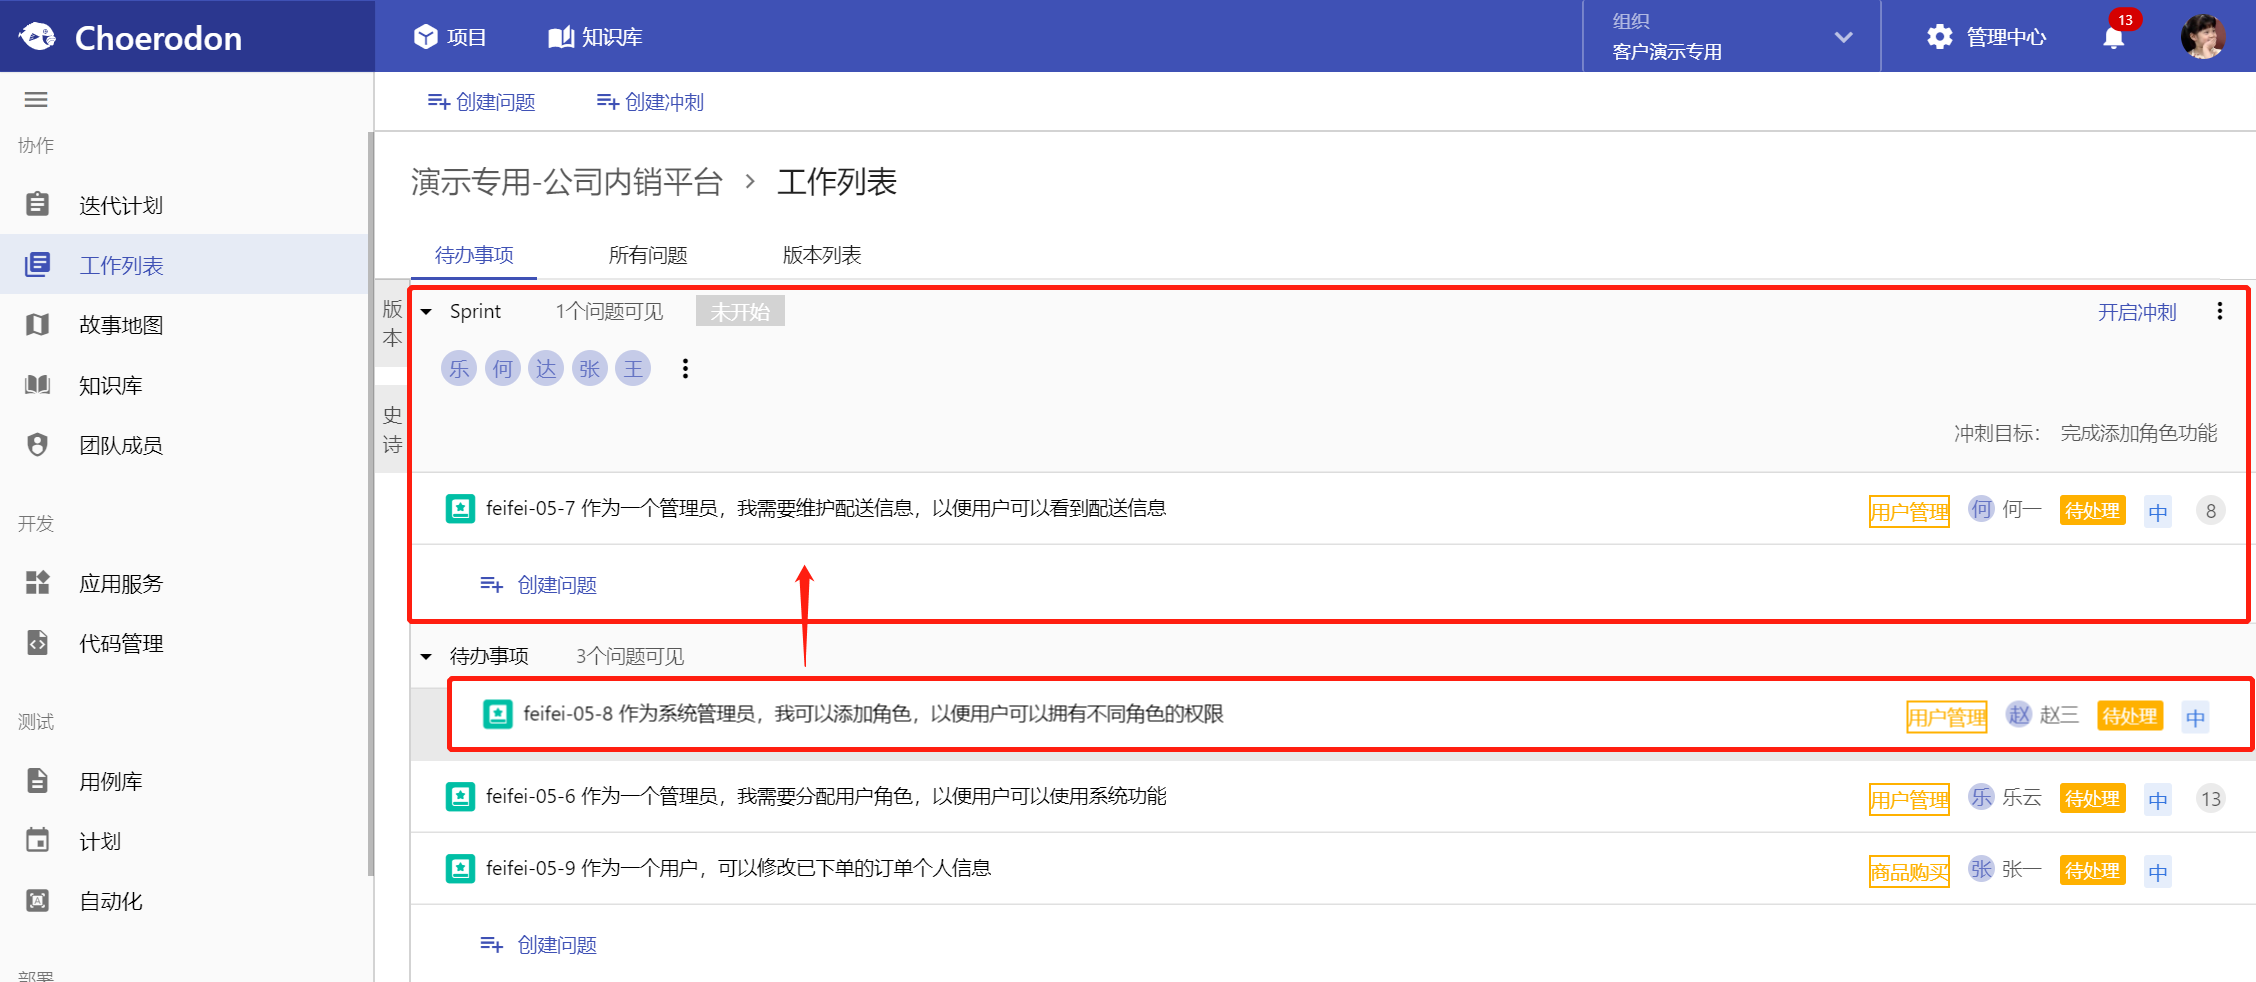 Choerodon
项目
知识库
组织
客户演示专用
管理中心
13
创建问题
创建冲刺
协作
迭代计划
工作列表
故事地图
知识库
团队成员
开发
应用服务
代码管理
测试
用例库
计划
自动化
部署
演示专用-公司内销平台 > 工作列表
待办事项
所有问题
版本列表
版本
史诗
Sprint 1个问题可见 未开始
开启冲刺
乐 何 达 张 王
冲刺目标： 完成添加角色功能
feifei-05-7 作为一个管理员，我需要维护配送信息，以便用户可以看到配送信息 用户管理 何 何一 待处理 中 8
创建问题
待办事项 3个问题可见
feifei-05-8 作为系统管理员，我可以添加角色，以便用户可以拥有不同角色的权限 用户管理 赵 赵三 待处理 中
feifei-05-6 作为一个管理员，我需要分配用户角色，以便用户可以使用系统功能 用户管理 乐 乐云 待处理 中 13
feifei-05-9 作为一个用户，可以修改已下单的订单个人信息 商品购买 张 张一 待处理 中
创建问题